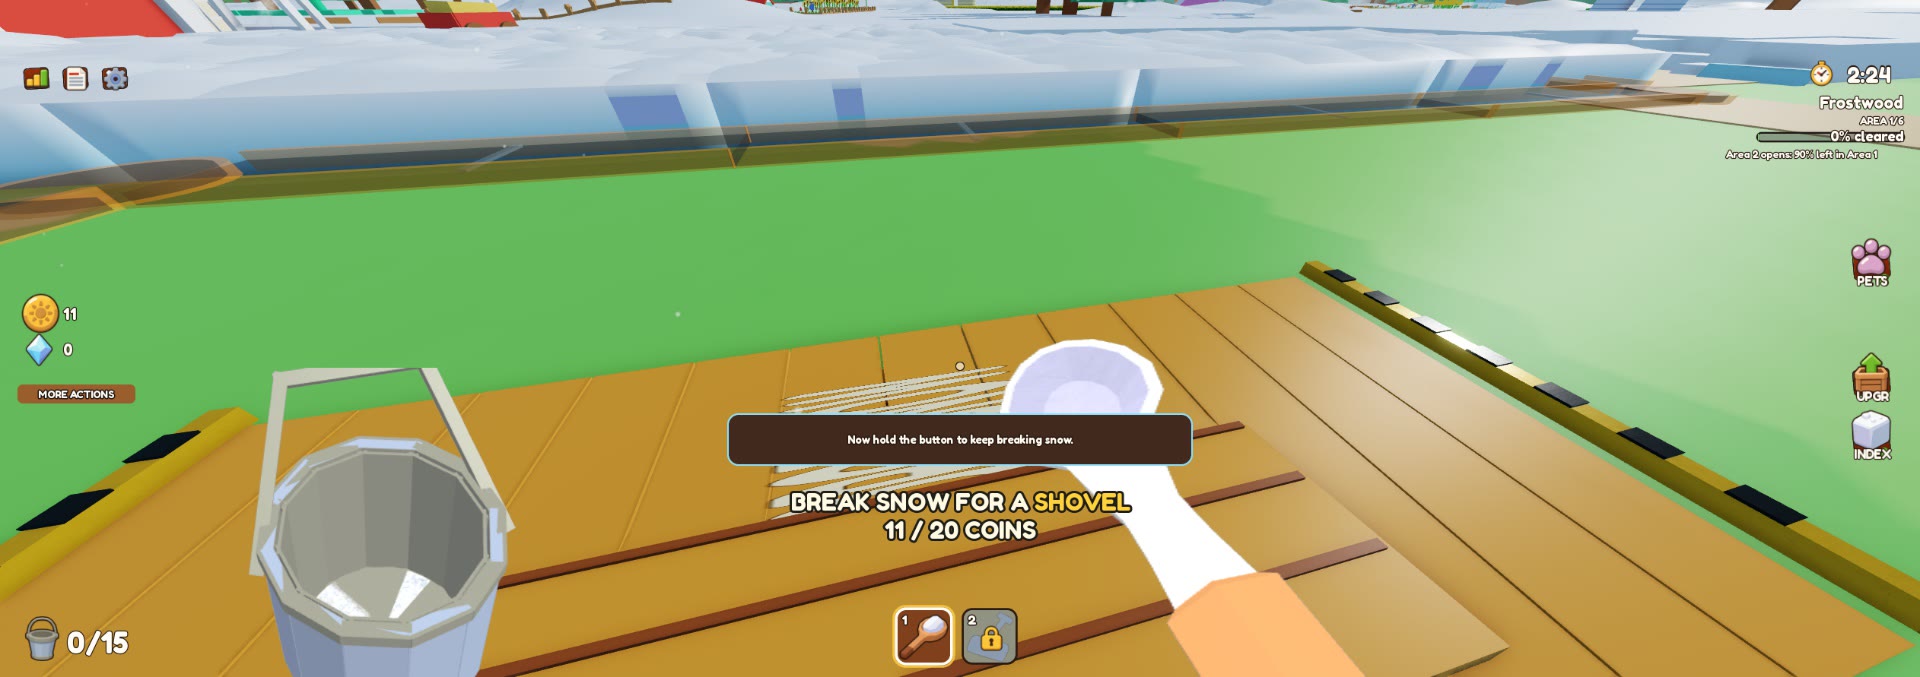 2:24
Frostwood
AREA 1/6
0% cleared
Area 2 opens: 90% left in Area 1
PETS
11
0
MORE ACTIONS
UPGR
INDEX
Now hold the button to keep breaking snow.
BREAK SNOW FOR A SHOVEL
11 / 20 COINS
1
2
0/15